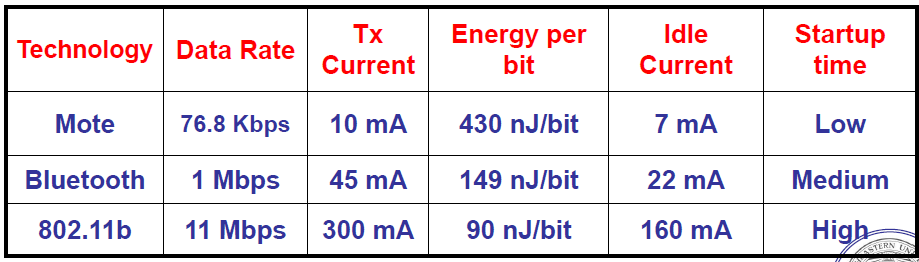 Technology Data Rate Tx Current Energy per bit Idle Current Startup time
Mote 76.8 Kbps 10 mA 430 nJ/bit 7 mA Low
Bluetooth 1 Mbps 45 mA 149 nJ/bit 22 mA Medium
802.11b 11 Mbps 300 mA 90 nJ/bit 160 mA High